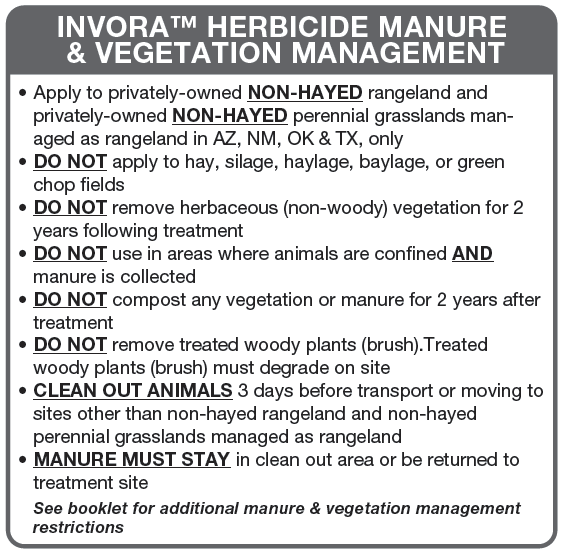 INVORA™ HERBICIDE MANURE
& VEGETATION MANAGEMENT
• Apply to privately-owned NON-HAYED rangeland and
privately-owned NON-HAYED perennial grasslands man-
aged as rangeland in AZ, NM, OK & TX, only
• DO NOT apply to hay, silage, haylage, baylage, or green
chop fields
• DO NOT remove herbaceous (non-woody) vegetation for 2
years following treatment
• DO NOT use in areas where animals are confined AND
manure is collected
• DO NOT compost any vegetation or manure for 2 years after
treatment
• DO NOT remove treated woody plants (brush).Treated
woody plants (brush) must degrade on site
• CLEAN OUT ANIMALS 3 days before transport or moving to
sites other than non-hayed rangeland and non-hayed
perennial grasslands managed as rangeland
• MANURE MUST STAY in clean out area or be returned to
treatment site
See booklet for additional manure & vegetation management
restrictions